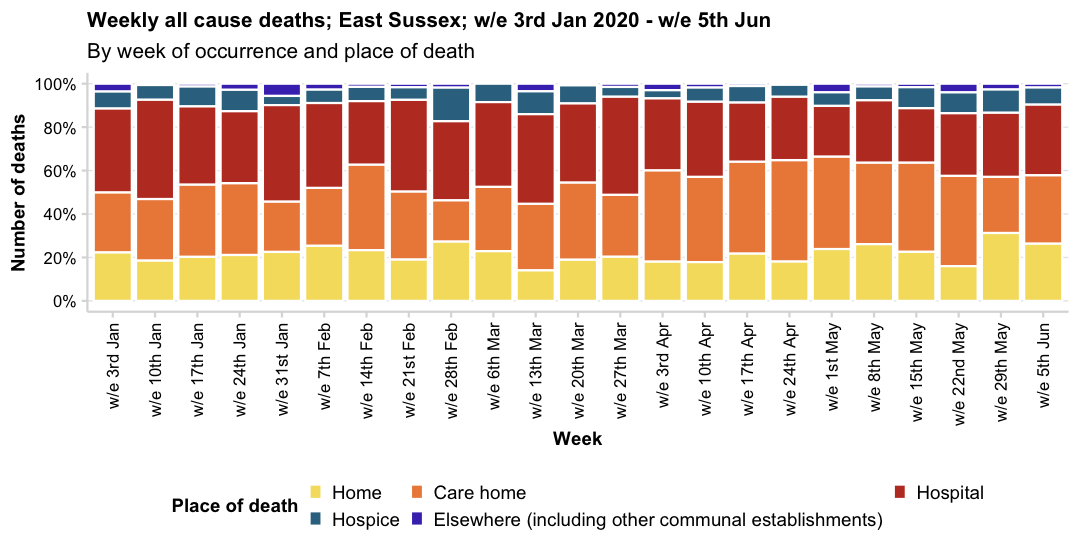 Weekly all cause deaths; East Sussex; w/e 3rd Jan 2020 - w/e 5th Jun
By week of occurrence and place of death
Number of deaths
100%
80%
60%
40%
20%
0%
w/e 3rd Jan
w/e 10th Jan
w/e 17th Jan
w/e 24th Jan
w/e 31st Jan
w/e 7th Feb
w/e 14th Feb
w/e 21st Feb
w/e 28th Feb
w/e 6th Mar
w/e 13th Mar
w/e 20th Mar
w/e 27th Mar
w/e 3rd Apr
w/e 10th Apr
w/e 17th Apr
w/e 24th Apr
w/e 1st May
w/e 8th May
w/e 15th May
w/e 22nd May
w/e 29th May
w/e 5th Jun
Week
Place of death
Home
Care home
Hospital
Hospice
Elsewhere (including other communal establishments)